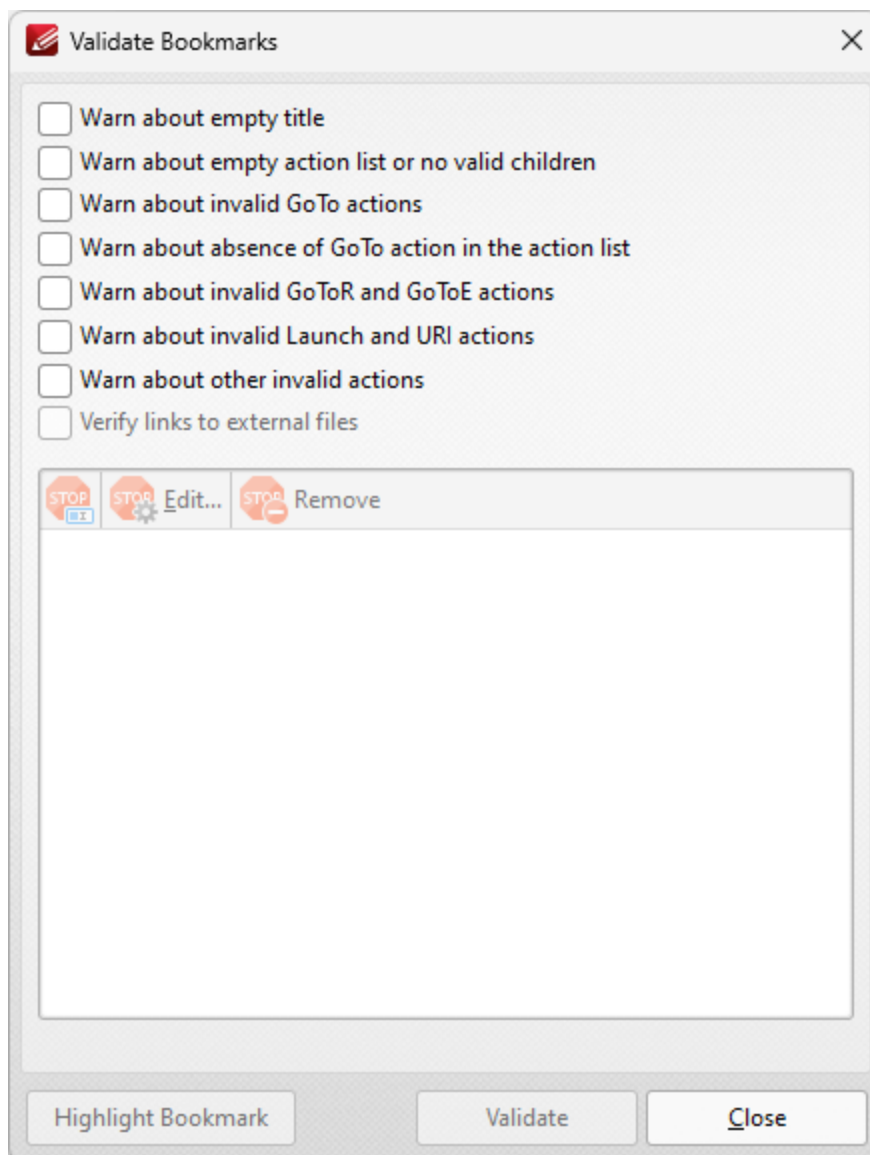 Validate Bookmarks
Warn about empty title
Warn about empty action list or no valid children
Warn about invalid GoTo actions
Warn about absence of GoTo action in the action list
Warn about invalid GoToR and GoToE actions
Warn about invalid Launch and URI actions
Warn about other invalid actions
Verify links to external files
STOP STOP Edit... STOP Remove
Highlight Bookmark Validate Close